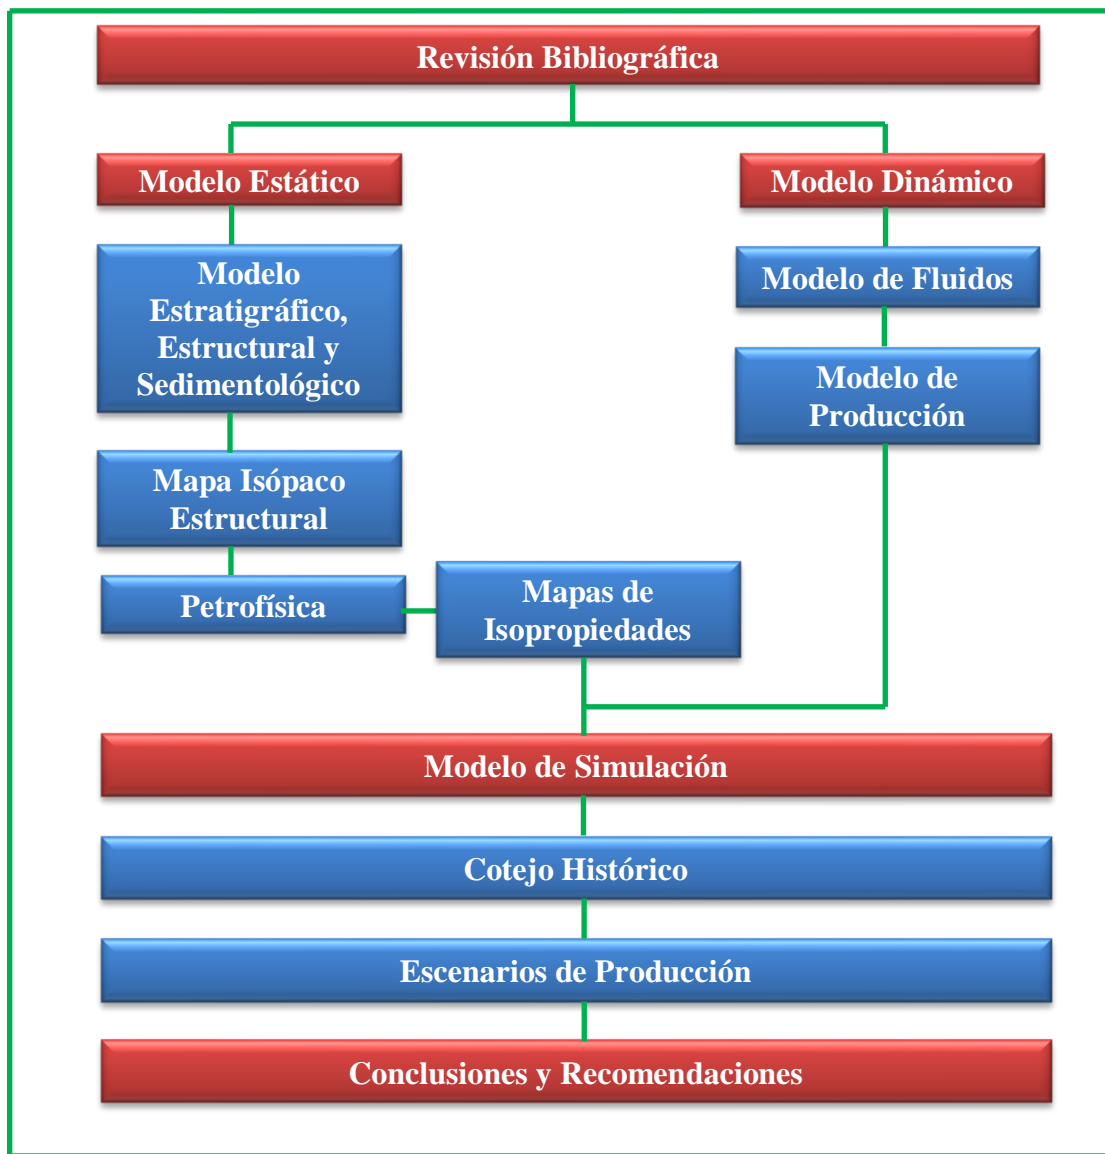 Revisión Bibliográfica
Modelo Estático
Modelo Dinámico
Modelo
Estratigráfico,
Estructural y
Sedimentológico
Modelo de Fluidos
Modelo de
Producción
Mapa Isópaco
Estructural
Petrofísica
Mapas de
Isopropiedades
Modelo de Simulación
Cotejo Histórico
Escenarios de Producción
Conclusiones y Recomendaciones